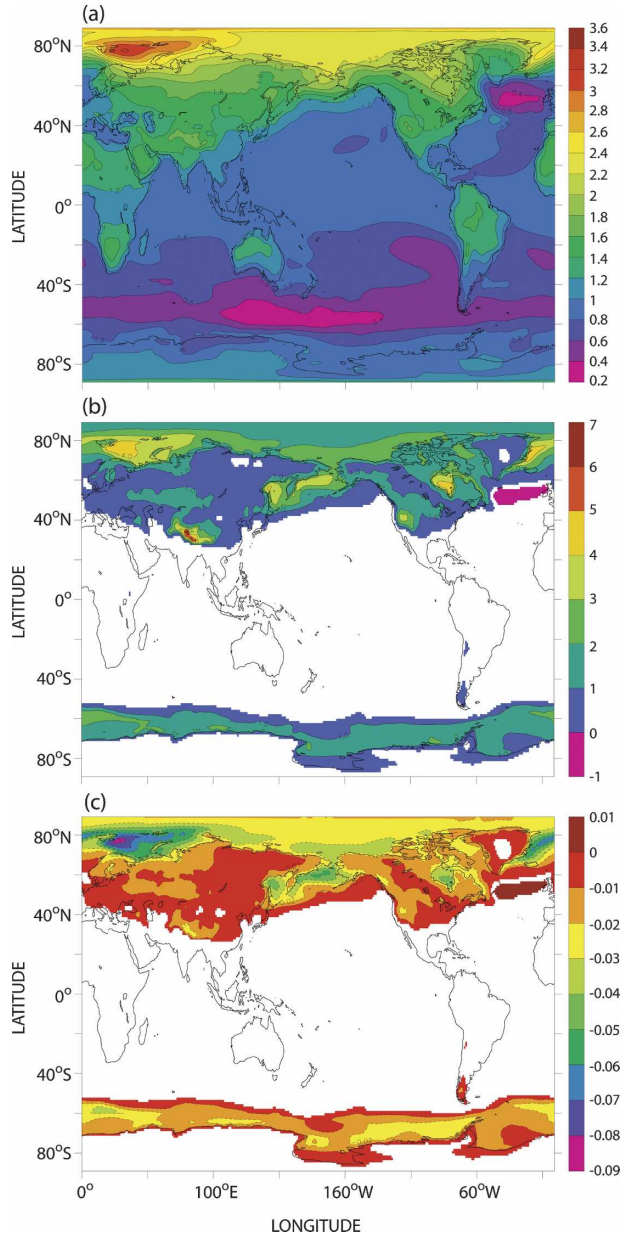 (a)
80°N
40°N
0°
40°S
80°S
LATITUDE
3.6
3.4
3.2
3
2.8
2.6
2.4
2.2
2
1.8
1.6
1.4
1.2
1
0.8
0.6
0.4
0.2
(b)
80°N
40°N
0°
40°S
80°S
LATITUDE
7
6
5
4
3
2
1
0
-1
(c)
80°N
40°N
0°
40°S
80°S
LATITUDE
0.01
0
-0.01
-0.02
-0.03
-0.04
-0.05
-0.06
-0.07
-0.08
-0.09
0° 100°E 160°W 60°W
LONGITUDE